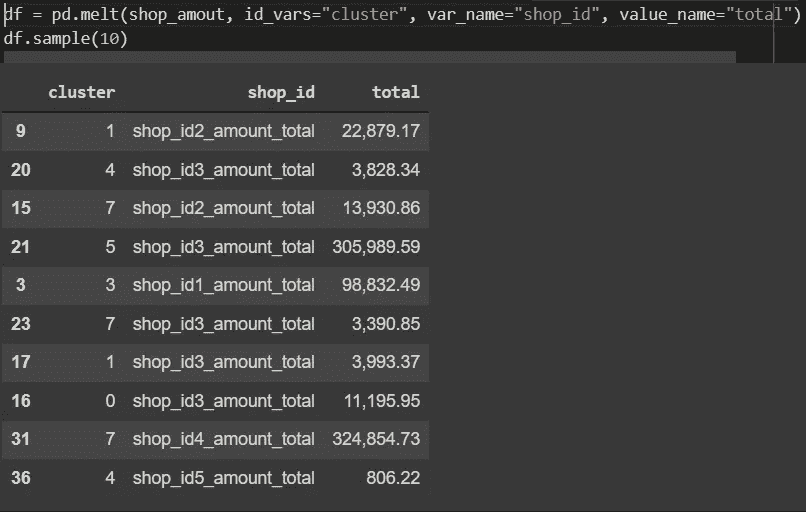 df = pd.melt(shop_amout, id_vars="cluster", var_name="shop_id", value_name="total")
df.sample(10)
cluster shop_id total
9 1 shop_id2_amount_total 22,879.17
20 4 shop_id3_amount_total 3,828.34
15 7 shop_id2_amount_total 13,930.86
21 5 shop_id3_amount_total 305,989.59
3 3 shop_id1_amount_total 98,832.49
23 7 shop_id3_amount_total 3,390.85
17 1 shop_id3_amount_total 3,993.37
16 0 shop_id3_amount_total 11,195.95
31 7 shop_id4_amount_total 324,854.73
36 4 shop_id5_amount_total 806.22